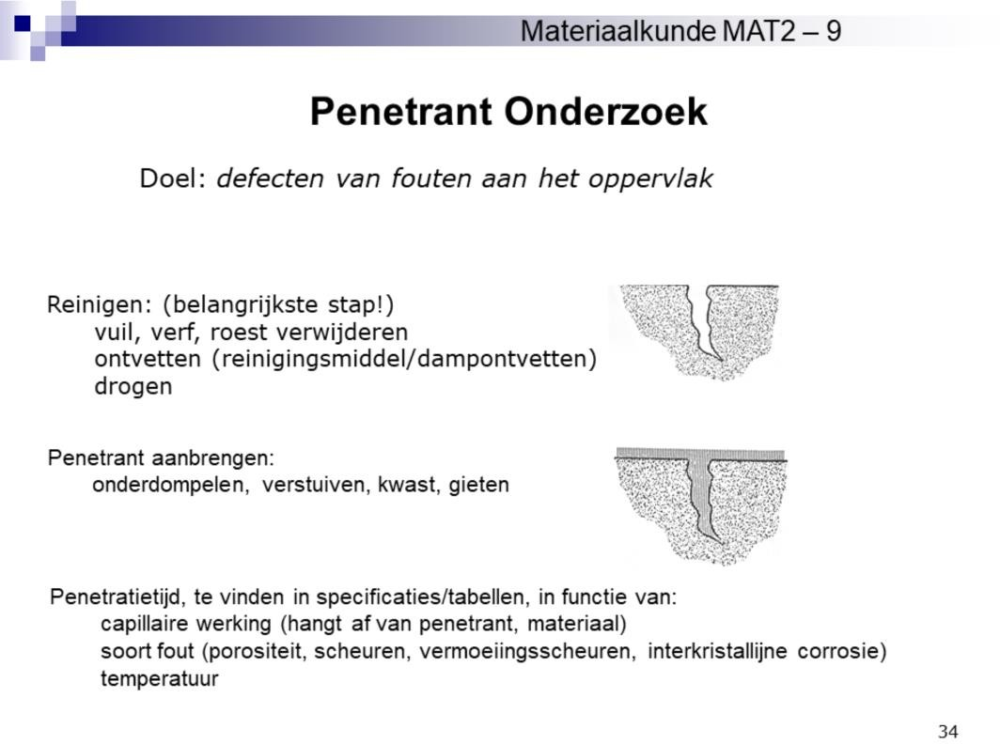 Materiaalkunde MAT2 – 9
Penetrant Onderzoek
Doel: defecten van fouten aan het oppervlak
Reinigen: (belangrijkste stap!)
vuil, verf, roest verwijderen
ontvetten (reinigingsmiddel/dampontvetten)
drogen
Penetrant aanbrengen:
onderdompelen, verstuiven, kwast, gieten
Penetratietijd, te vinden in specificaties/tabellen, in functie van:
capillaire werking (hangt af van penetrant, materiaal)
soort fout (porositeit, scheuren, vermoeiingsscheuren, interkristallijne corrosie)
temperatuur
34